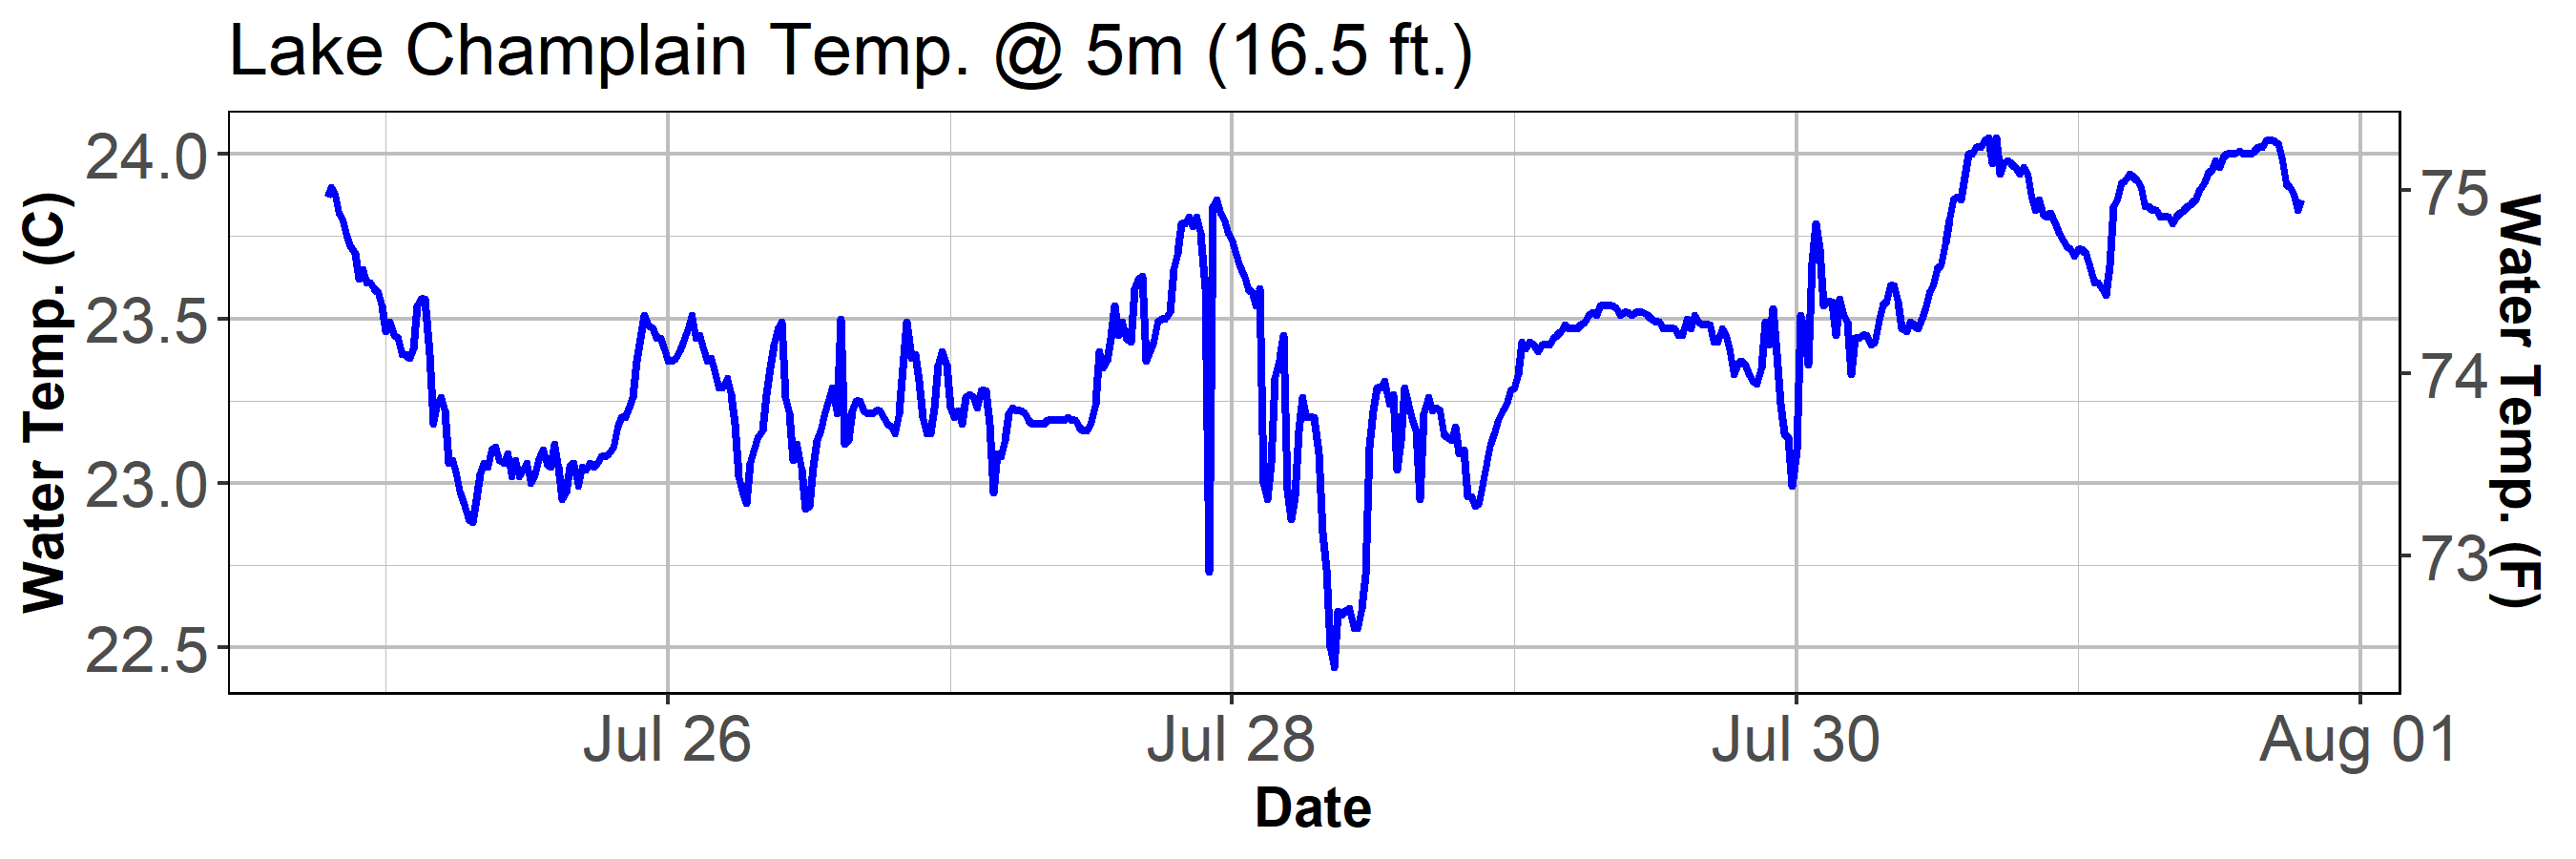 Lake Champlain Temp. @ 5m (16.5 ft.)
Water Temp. (C)
24.0
23.5
23.0
22.5
75
74
73
Water Temp. (F)
Jul 26 Jul 28 Jul 30 Aug 01
Date